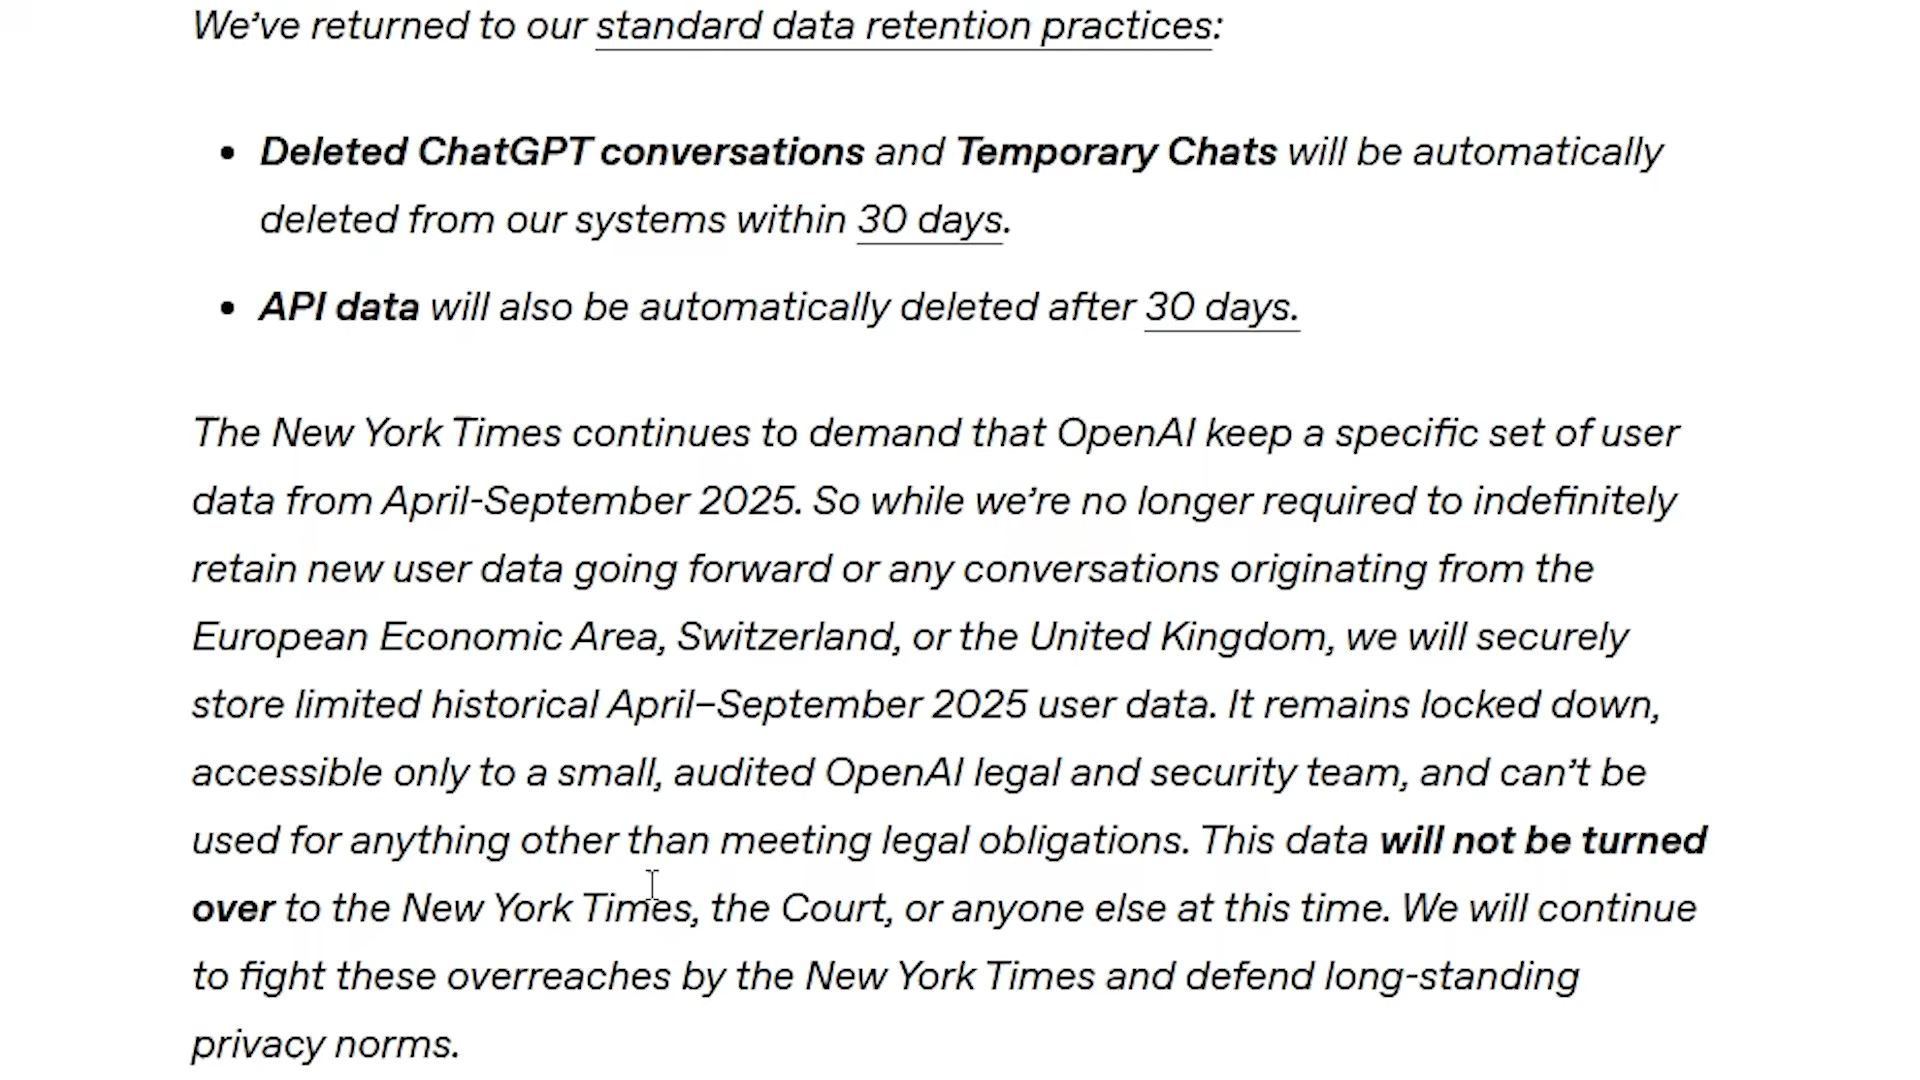 We've returned to our standard data retention practices:
• Deleted ChatGPT conversations and Temporary Chats will be automatically
deleted from our systems within 30 days.
• API data will also be automatically deleted after 30 days.
The New York Times continues to demand that OpenAI keep a specific set of user
data from April-September 2025. So while we're no longer required to indefinitely
retain new user data going forward or any conversations originating from the
European Economic Area, Switzerland, or the United Kingdom, we will securely
store limited historical April–September 2025 user data. It remains locked down,
accessible only to a small, audited OpenAI legal and security team, and can't be
used for anything other than meeting legal obligations. This data will not be turned
over to the New York Times, the Court, or anyone else at this time. We will continue
to fight these overreaches by the New York Times and defend long-standing
privacy norms.